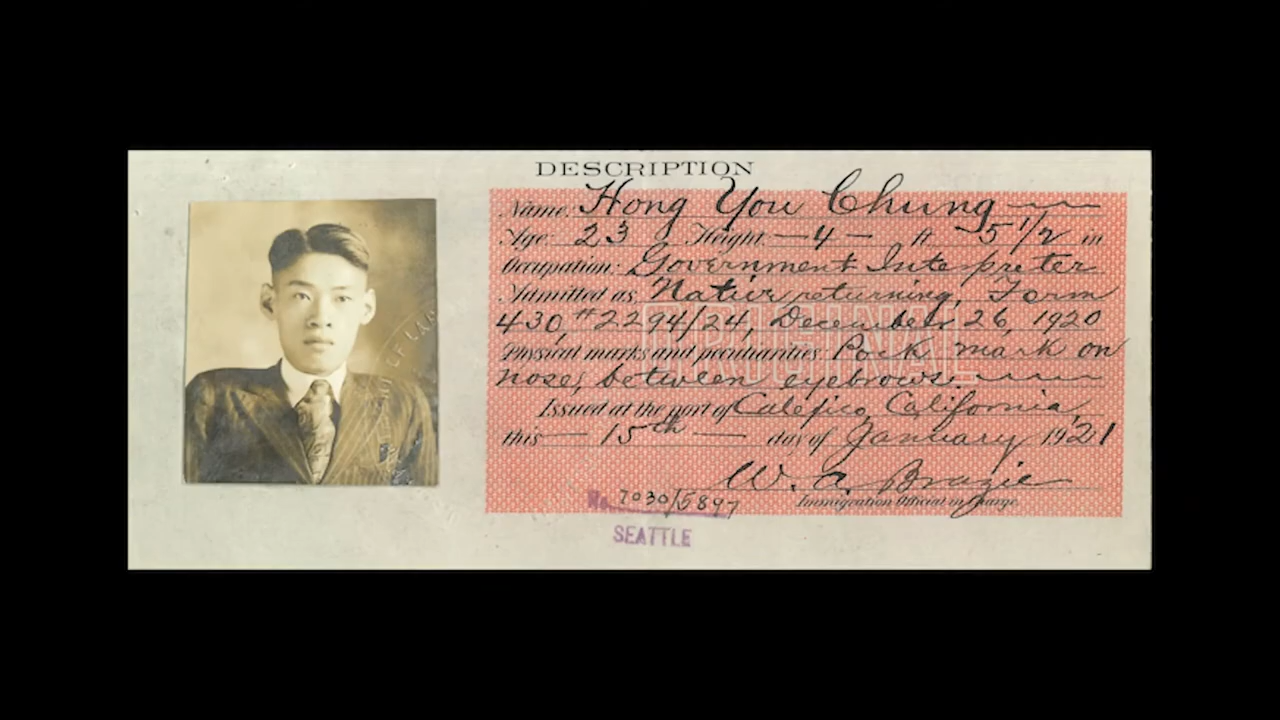 DESCRIPTION
Name: Hong You Chung
Age: 23 Height — 4 — ft. 5 1/2 in
Occupation: Government Interpreter
Admitted as Native returning, Form
430, #2294/24, December 26, 1920
Physical marks and peculiarities: Pock mark on
nose, between eyebrows.
ORIGINAL
Issued at the port of Calexico, California,
this — 15th — day of January 1921
W. A. Brazie
Immigration Official in Charge.
No. 7030/5897
SEATTLE